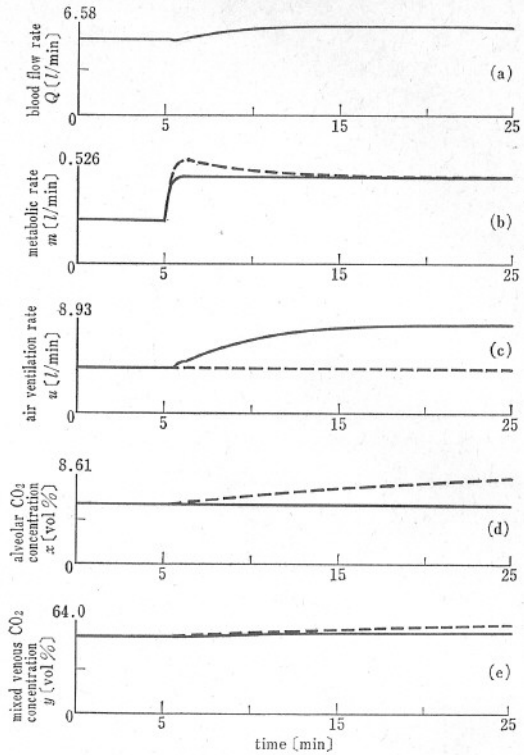 6.58
blood flow rate
Q [l/min]
(a)
0
5
15
25
0.526
metabolic rate
m [l/min]
(b)
0
5
15
25
8.93
air ventilation rate
u [l/min]
(c)
0
5
15
25
8.61
alveolar CO2
concentration
x [vol %]
(d)
0
5
15
25
64.0
mixed venous CO2
concentration
y [vol %]
(e)
0
5
15
25
time [min]